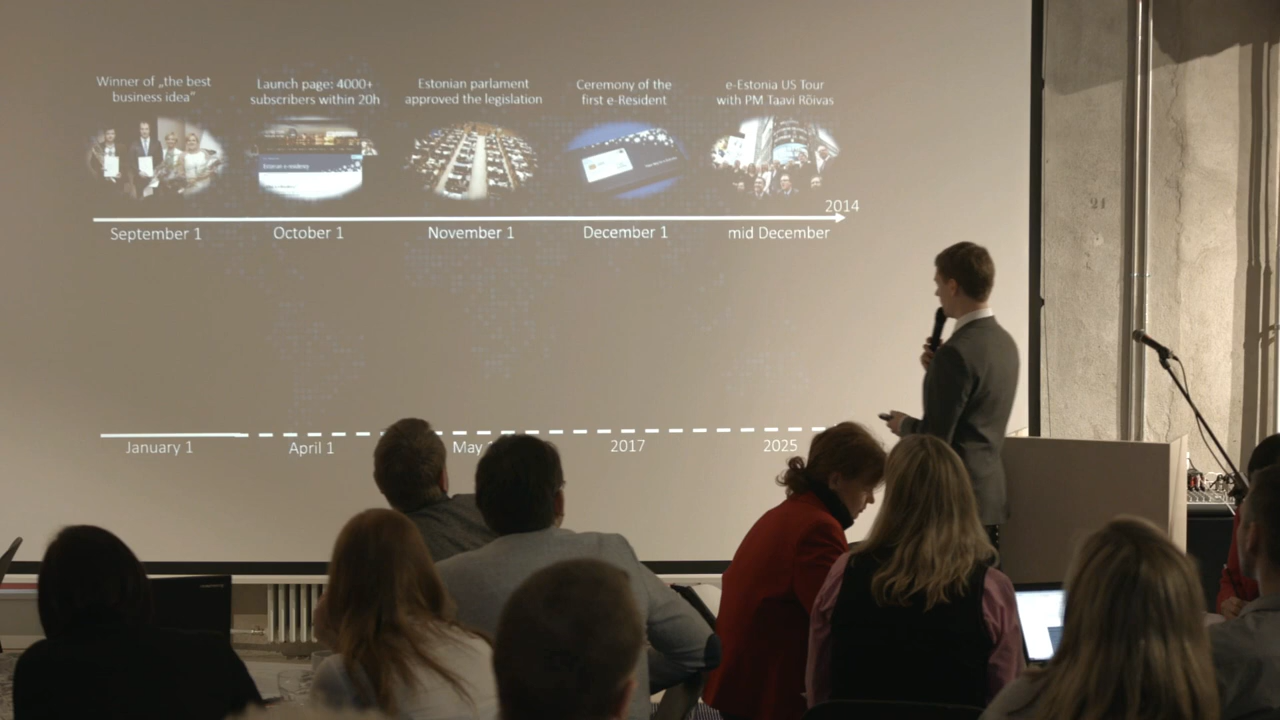 Winner of „the best
business idea"
Launch page: 4000+
subscribers within 20h
Estonian parlament
approved the legislation
Ceremony of the
first e-Resident
e-Estonia US Tour
with PM Taavi Rõivas
2014
September 1
October 1
November 1
December 1
mid December
January 1
April 1
May
2017
2025
21